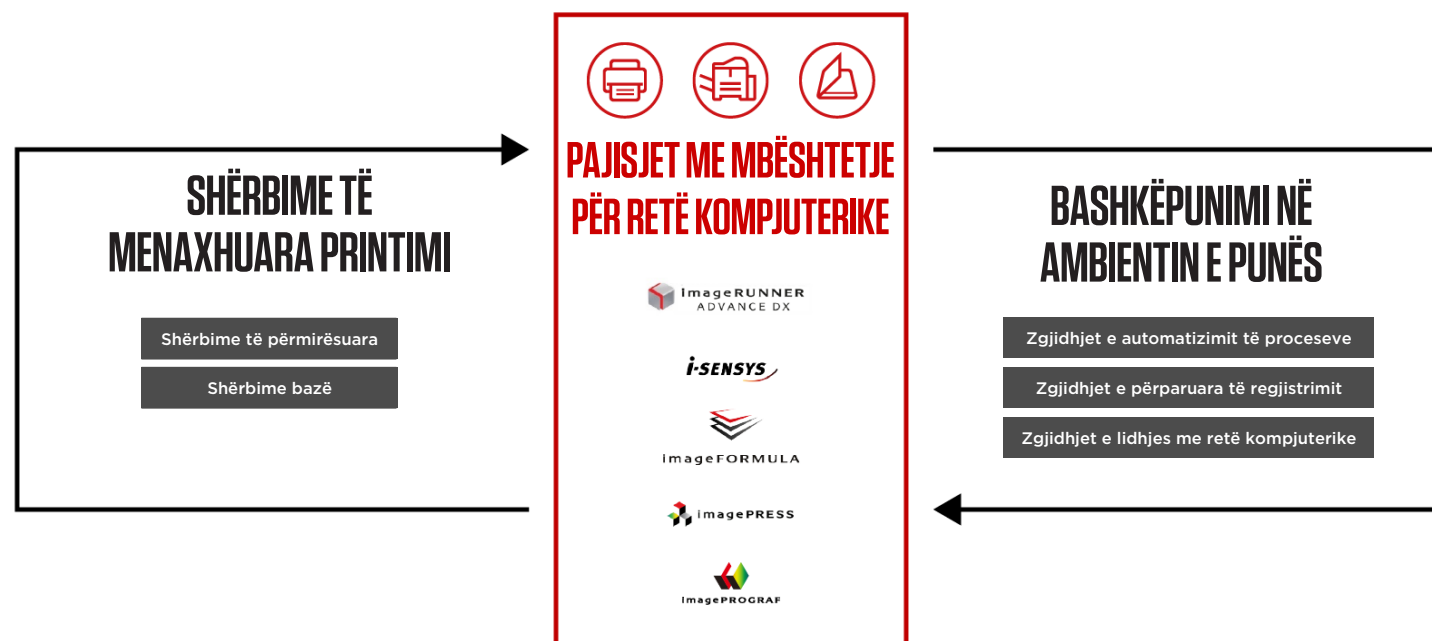 SHËRBIME TË
MENAXHUARA PRINTIMI
Shërbime të përmirësuara
Shërbime bazë
PAJISJET ME MBËSHTETJE
PËR RETË KOMPJUTERIKE
imageRUNNER
ADVANCE DX
i-SENSYS
imageFORMULA
imagePRESS
imagePROGRAF
BASHKËPUNIMI NË
AMBIENTIN E PUNËS
Zgjidhjet e automatizimit të proceseve
Zgjidhjet e përparuara të regjistrimit
Zgjidhjet e lidhjes me retë kompjuterike